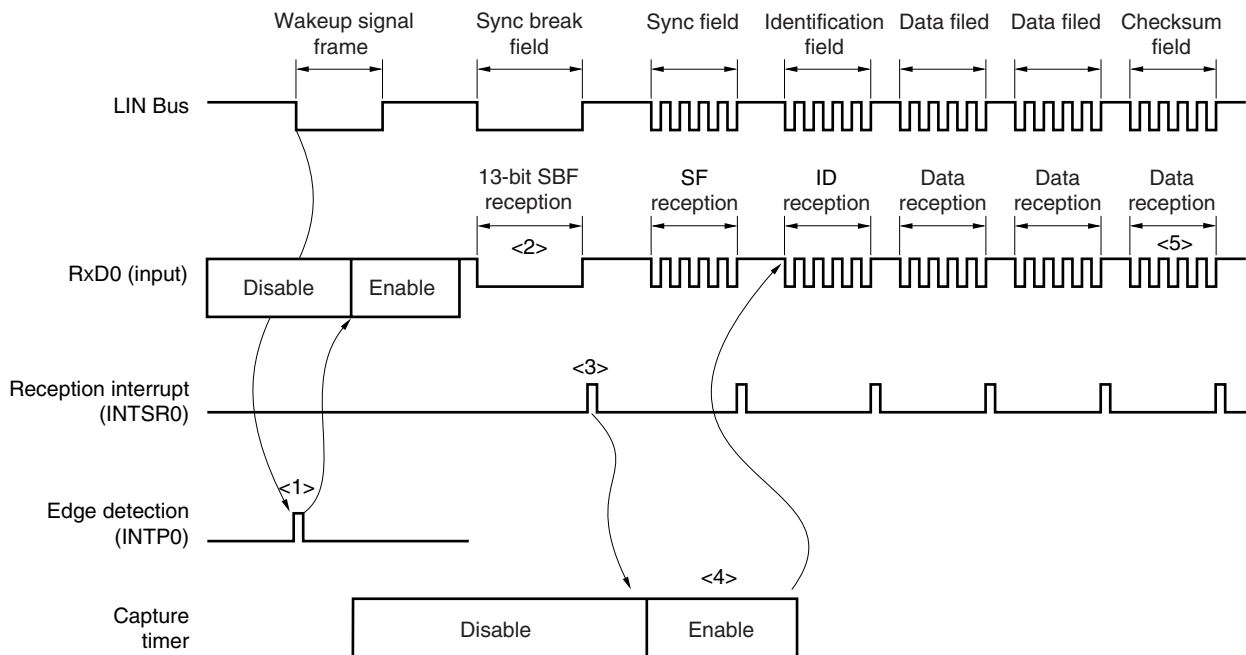 Wakeup signal
frame
Sync break
field
Sync field
Identification
field
Data filed
Data filed
Checksum
field
LIN Bus
13-bit SBF
reception
SF
reception
ID
reception
Data
reception
Data
reception
Data
reception
<2>
<5>
RxD0 (input)
Disable
Enable
<3>
Reception interrupt
(INTSR0)
<1>
Edge detection
(INTP0)
<4>
Capture
timer
Disable
Enable